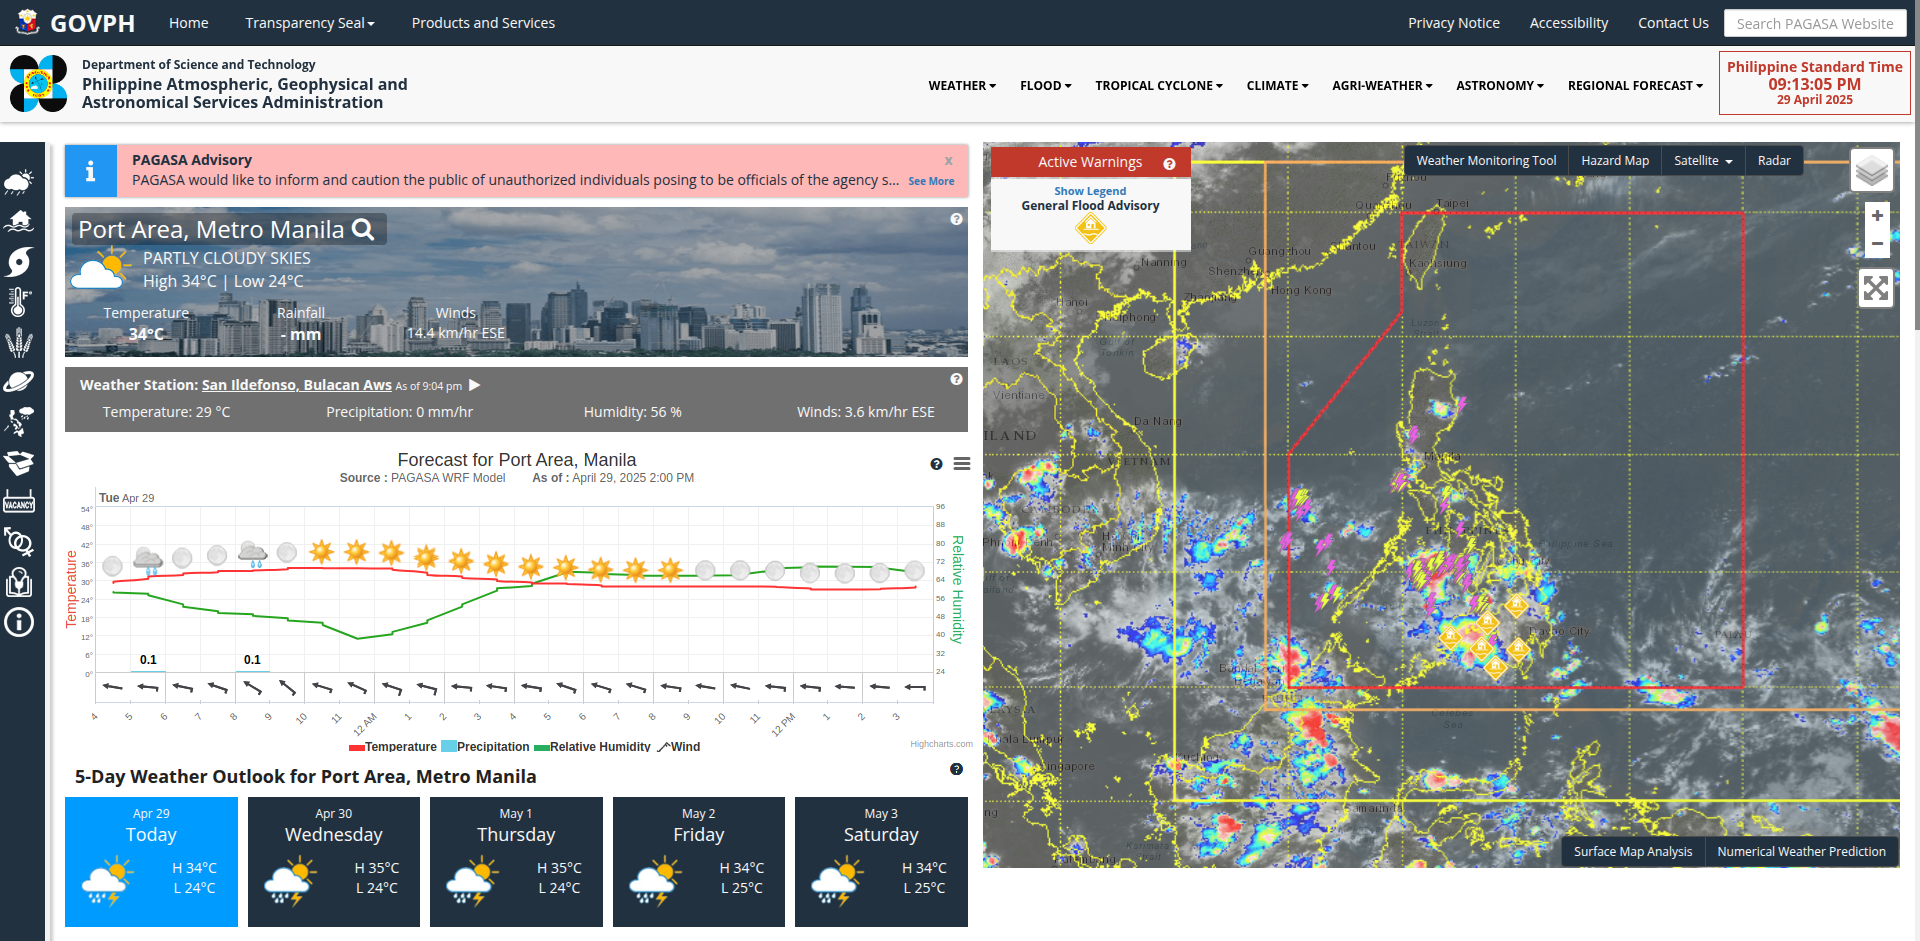 GOVPH
Home
Transparency Seal
Products and Services
Privacy Notice
Accessibility
Contact Us
Search PAGASA Website
Department of Science and Technology
Philippine Atmospheric, Geophysical and
Astronomical Services Administration
WEATHER
FLOOD
TROPICAL CYCLONE
CLIMATE
AGRI-WEATHER
ASTRONOMY
REGIONAL FORECAST
Philippine Standard Time
09:13:05 PM
29 April 2025
PAGASA Advisory
x
PAGASA would like to inform and caution the public of unauthorized individuals posing to be officials of the agency s... See More
Port Area, Metro Manila
PARTLY CLOUDY SKIES
High 34°C | Low 24°C
Temperature
Rainfall
Winds
34°C
- mm
14.4 km/hr ESE
Weather Station: San Ildefonso, Bulacan Aws As of 9:04 pm
Temperature: 29 °C
Precipitation: 0 mm/hr
Humidity: 56 %
Winds: 3.6 km/hr ESE
Forecast for Port Area, Manila
Source : PAGASA WRF Model As of : April 29, 2025 2:00 PM
Tue Apr 29
54°
48°
42°
36°
30°
24°
18°
12°
6°
0°
Temperature
96
88
80
72
64
56
48
40
32
24
Relative Humidity
0.1
0.1
4 5 6 7 8 9 10 11 12 AM 1 2 3 4 5 6 7 8 9 10 11 12 PM 1 2 3
Temperature Precipitation Relative Humidity Wind
Highcharts.com
5-Day Weather Outlook for Port Area, Metro Manila
Apr 29
Today
H 34°C
L 24°C
Apr 30
Wednesday
H 35°C
L 24°C
May 1
Thursday
H 35°C
L 24°C
May 2
Friday
H 34°C
L 25°C
May 3
Saturday
H 34°C
L 25°C
VACANCY
Active Warnings
Show Legend
General Flood Advisory
Weather Monitoring Tool
Hazard Map
Satellite
Radar
+
−
Taipei
Guangzhou
Nanning
Shenzhen
Kaohsiung
Hong Kong
Hanoi
Luzon
Gulf of
Tonkin
LAOS
Vientiane
Da Nang
VIETNAM
Philippine Sea
Davao City
PALAU
Celebes
Sea
Surface Map Analysis
Numerical Weather Prediction